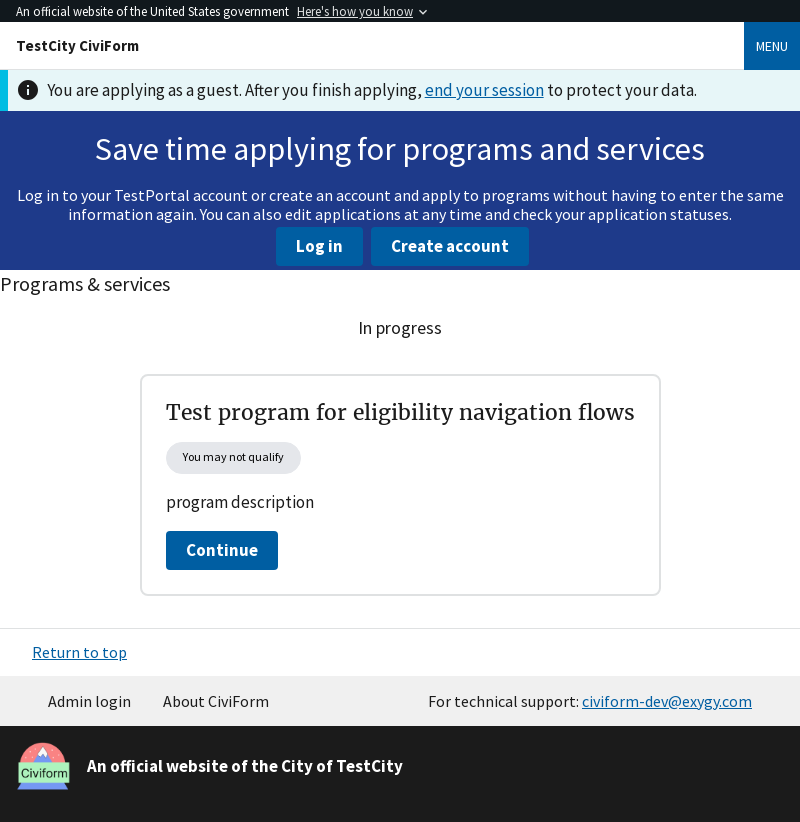 An official website of the United States government Here's how you know
TestCity CiviForm
MENU
You are applying as a guest. After you finish applying, end your session to protect your data.
Save time applying for programs and services
Log in to your TestPortal account or create an account and apply to programs without having to enter the same
information again. You can also edit applications at any time and check your application statuses.
Log in
Create account
Programs & services
In progress
Test program for eligibility navigation flows
You may not qualify
program description
Continue
Return to top
Admin login
About CiviForm
For technical support: civiform-dev@exygy.com
Civiform
An official website of the City of TestCity